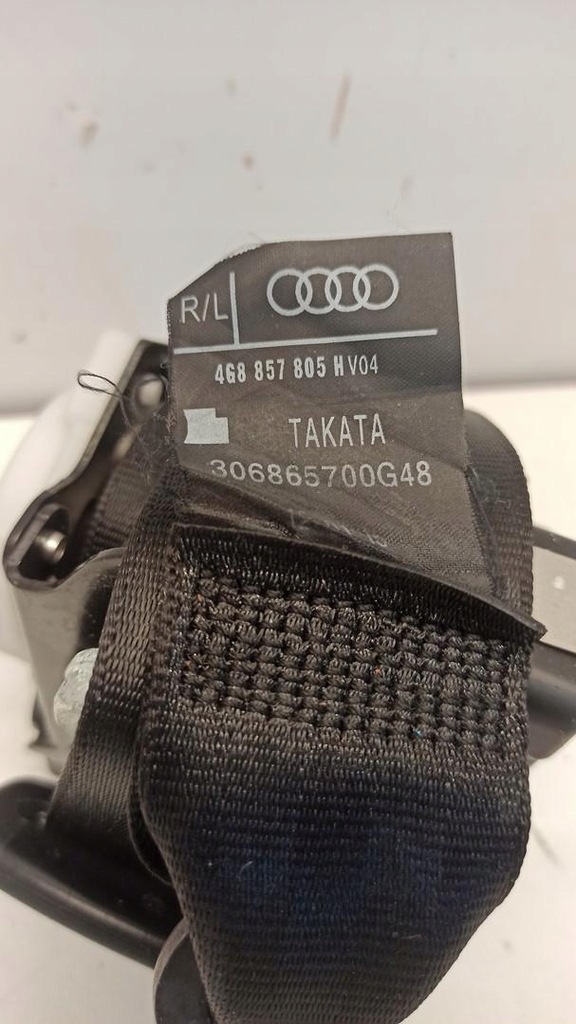 R/L
4G8 857 805 H V04
TAKATA
306865700G48